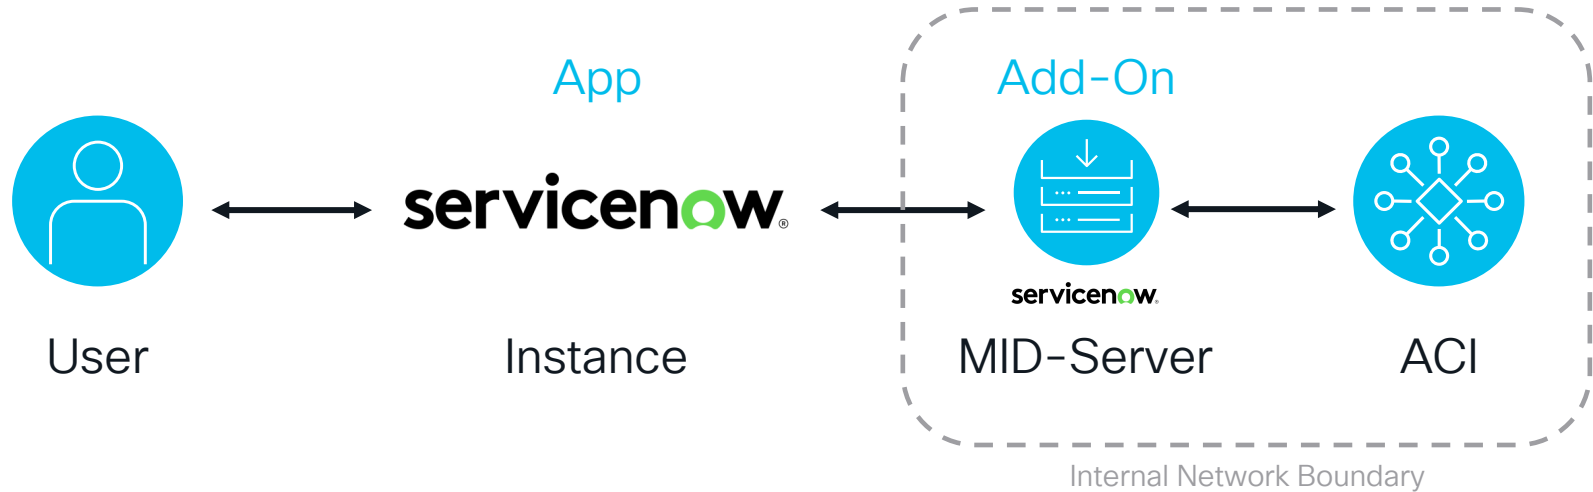 App
Add-On
servicenow®
servicenow®
User
Instance
MID-Server
ACI
Internal Network Boundary